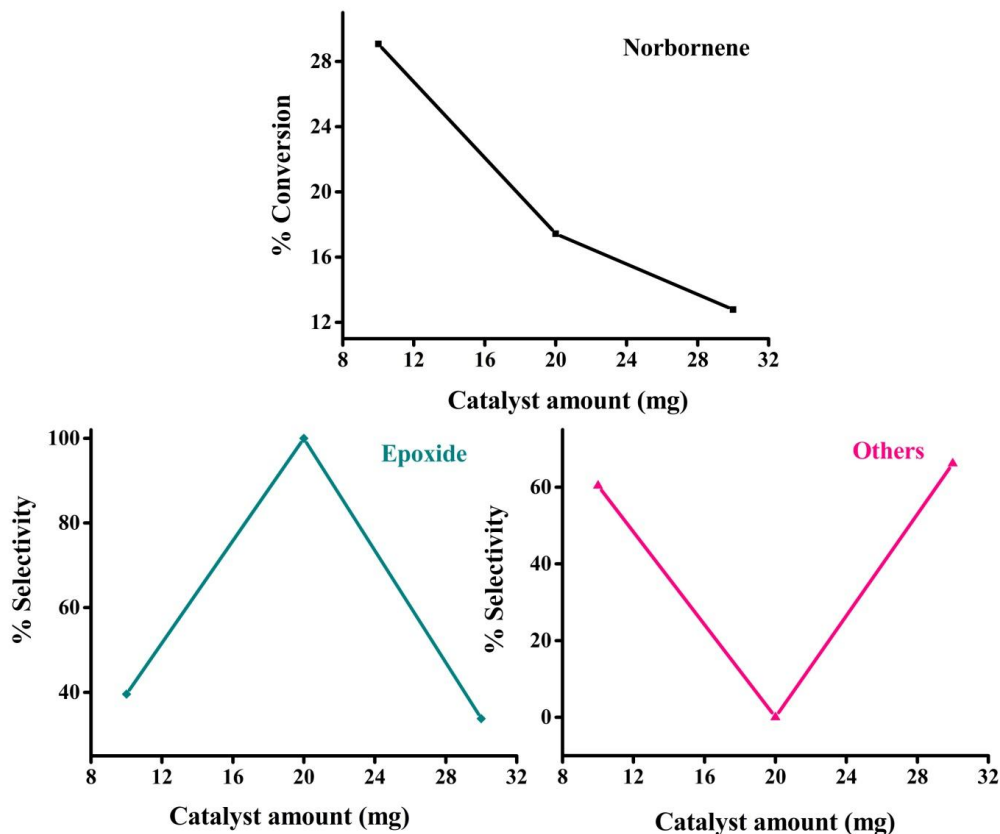 Norbornene
% Conversion
28
24
20
16
12
8 12 16 20 24 28 32
Catalyst amount (mg)
Epoxide
% Selectivity
100
80
60
40
8 12 16 20 24 28 32
Catalyst amount (mg)
Others
% Selectivity
60
40
20
0
8 12 16 20 24 28 32
Catalyst amount (mg)